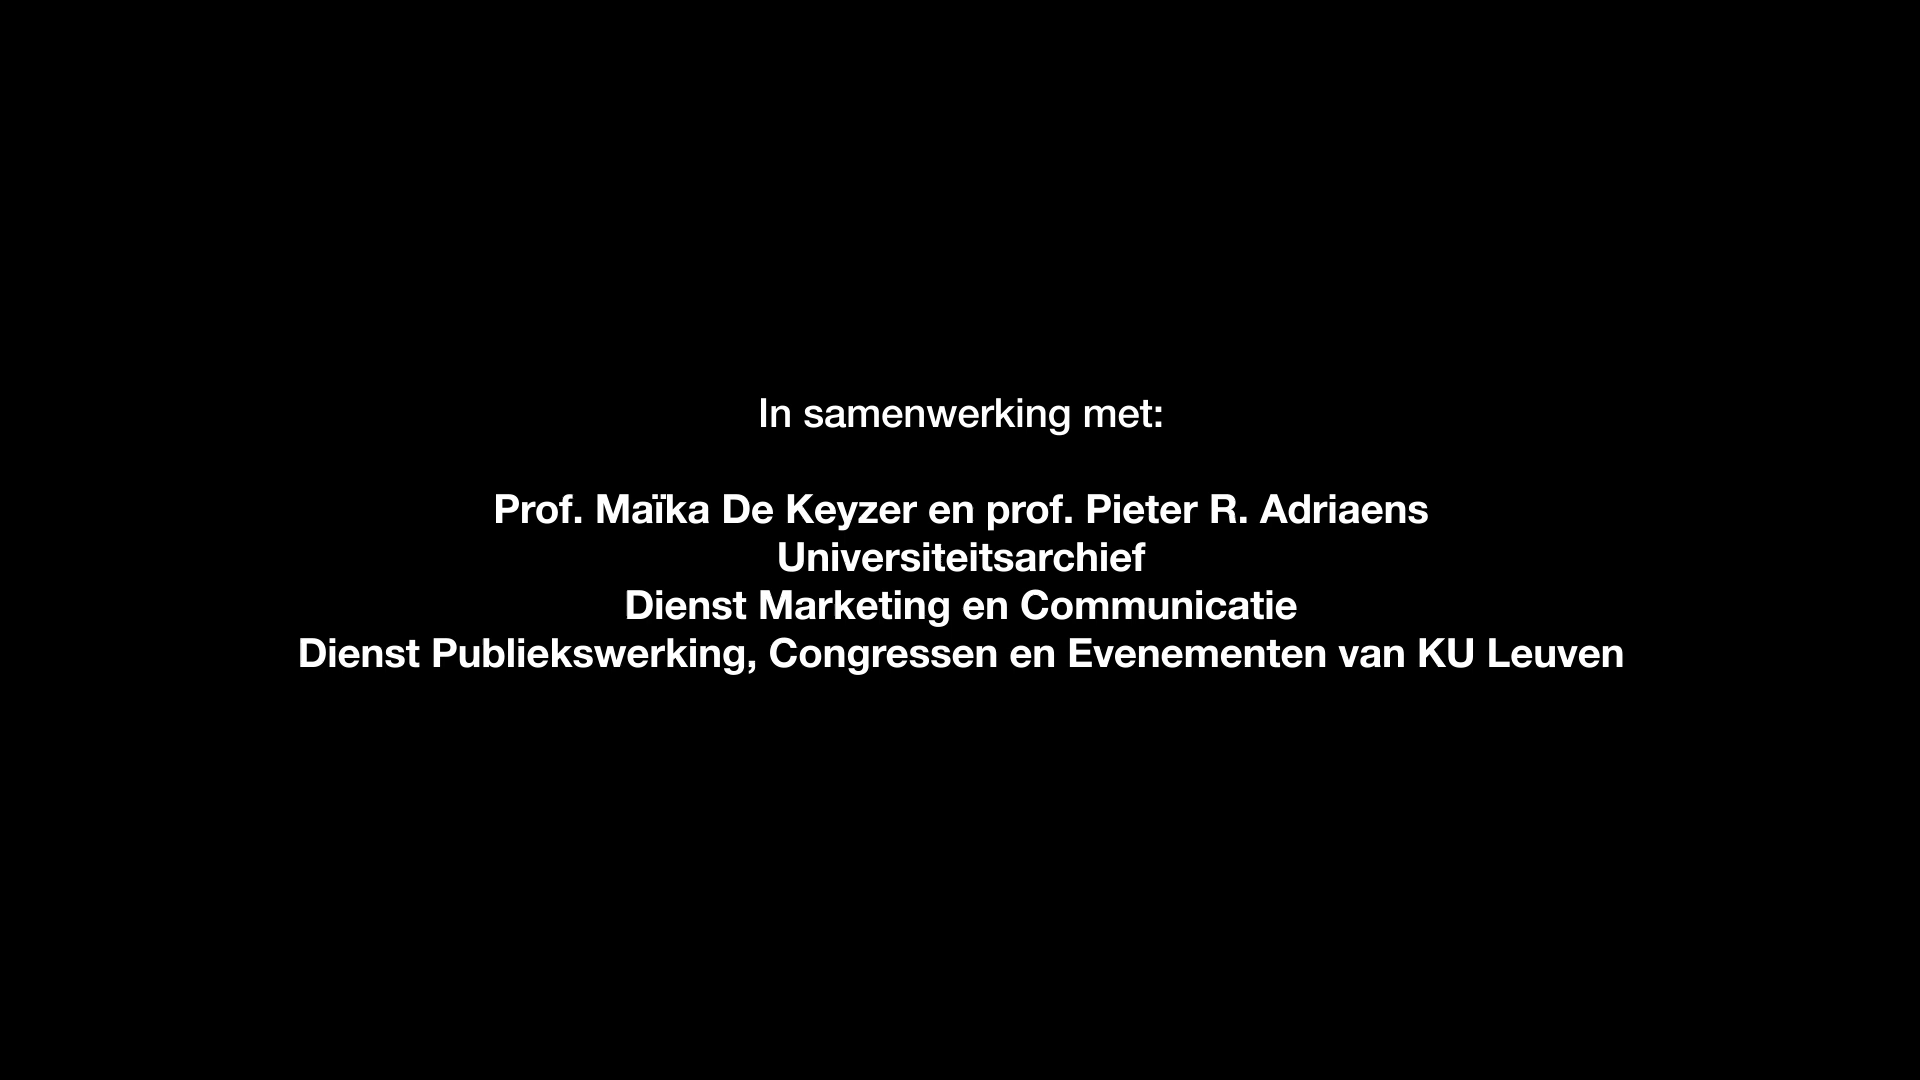 In samenwerking met:
Prof. Maïka De Keyzer en prof. Pieter R. Adriaens
Universiteitsarchief
Dienst Marketing en Communicatie
Dienst Publiekswerking, Congressen en Evenementen van KU Leuven